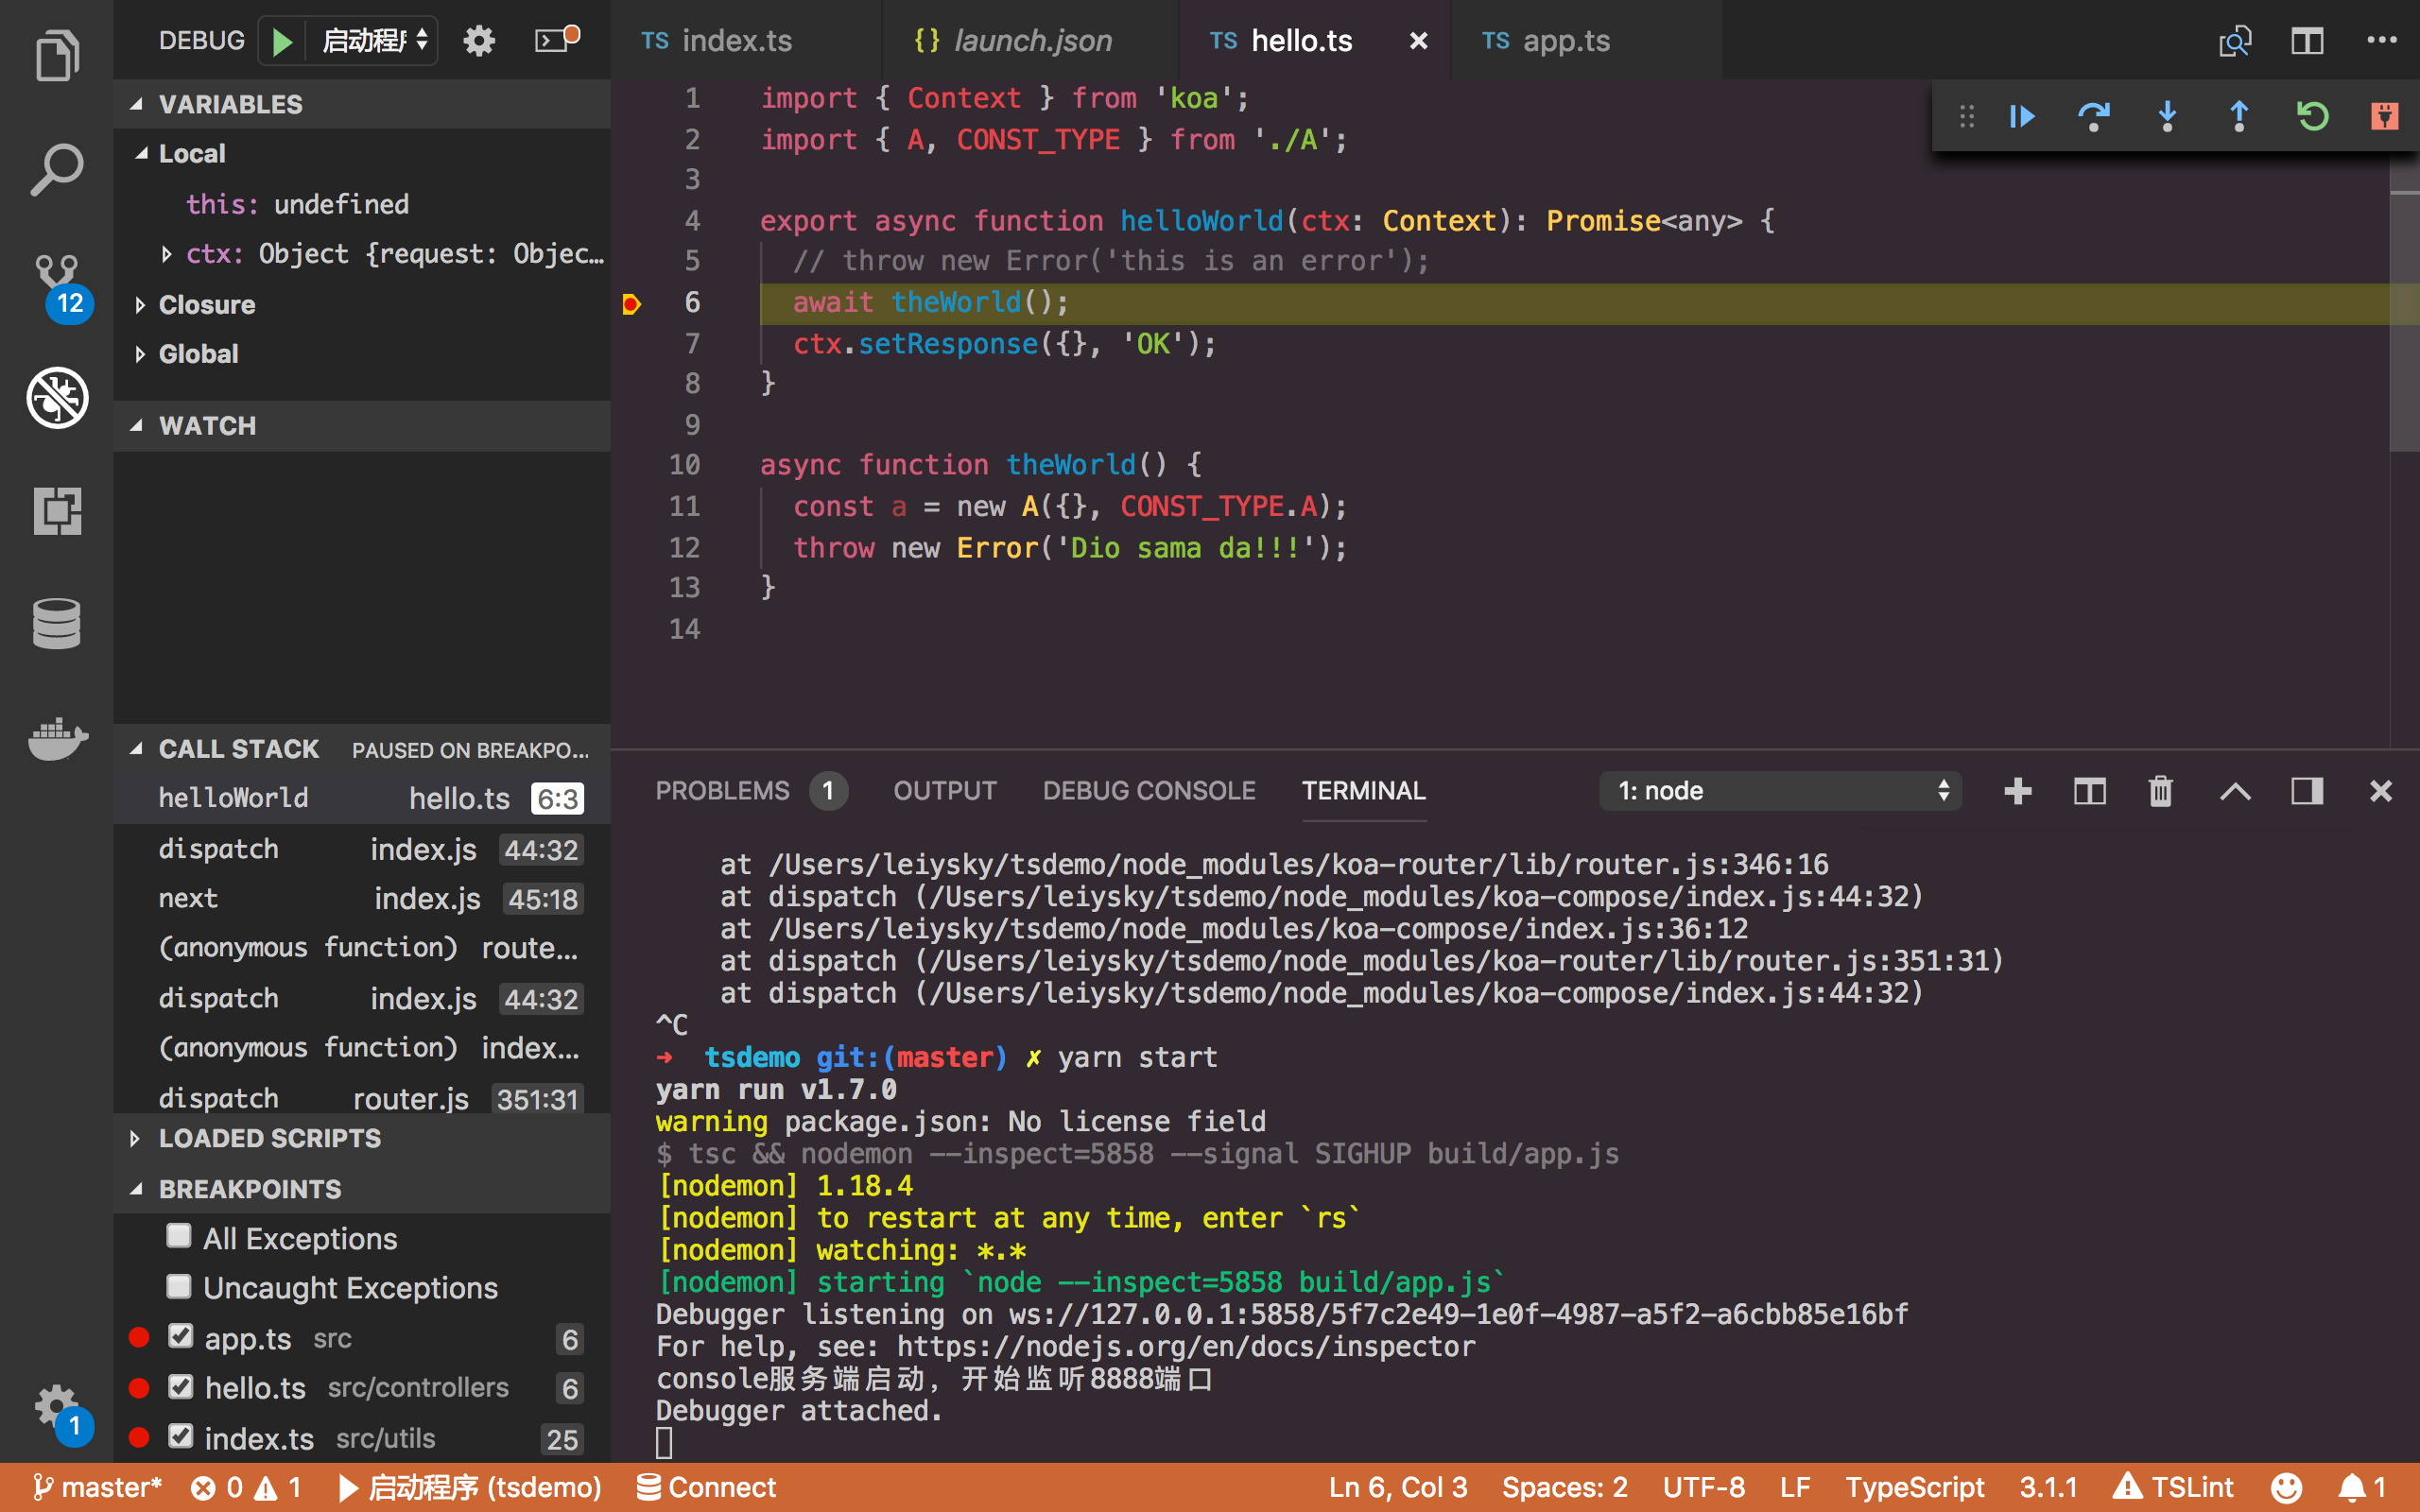 DEBUG 启动程序
VARIABLES
Local
this: undefined
ctx: Object {request: Objec…
Closure
Global
12
WATCH
CALL STACK PAUSED ON BREAKPO…
helloWorld hello.ts 6:3
dispatch index.js 44:32
next index.js 45:18
(anonymous function) route…
dispatch index.js 44:32
(anonymous function) index…
dispatch router.js 351:31
LOADED SCRIPTS
BREAKPOINTS
All Exceptions
Uncaught Exceptions
app.ts src 6
hello.ts src/controllers 6
index.ts src/utils 25
1
TS index.ts {} launch.json TS hello.ts × TS app.ts
1 import { Context } from 'koa';
2 import { A, CONST_TYPE } from './A';
3
4 export async function helloWorld(ctx: Context): Promise<any> {
5 // throw new Error('this is an error');
6 await theWorld();
7 ctx.setResponse({}, 'OK');
8 }
9
10 async function theWorld() {
11 const a = new A({}, CONST_TYPE.A);
12 throw new Error('Dio sama da!!!');
13 }
14
PROBLEMS 1 OUTPUT DEBUG CONSOLE TERMINAL 1: node
at /Users/leiysky/tsdemo/node_modules/koa-router/lib/router.js:346:16
at dispatch (/Users/leiysky/tsdemo/node_modules/koa-compose/index.js:44:32)
at /Users/leiysky/tsdemo/node_modules/koa-compose/index.js:36:12
at dispatch (/Users/leiysky/tsdemo/node_modules/koa-router/lib/router.js:351:31)
at dispatch (/Users/leiysky/tsdemo/node_modules/koa-compose/index.js:44:32)
^C
➜ tsdemo git:(master) ✗ yarn start
yarn run v1.7.0
warning package.json: No license field
$ tsc && nodemon --inspect=5858 --signal SIGHUP build/app.js
[nodemon] 1.18.4
[nodemon] to restart at any time, enter `rs`
[nodemon] watching: *.*
[nodemon] starting `node --inspect=5858 build/app.js`
Debugger listening on ws://127.0.0.1:5858/5f7c2e49-1e0f-4987-a5f2-a6cbb85e16bf
For help, see: https://nodejs.org/en/docs/inspector
console服务端启动，开始监听8888端口
Debugger attached.
master* 0 1 启动程序 (tsdemo) Connect Ln 6, Col 3 Spaces: 2 UTF-8 LF TypeScript 3.1.1 TSLint 1